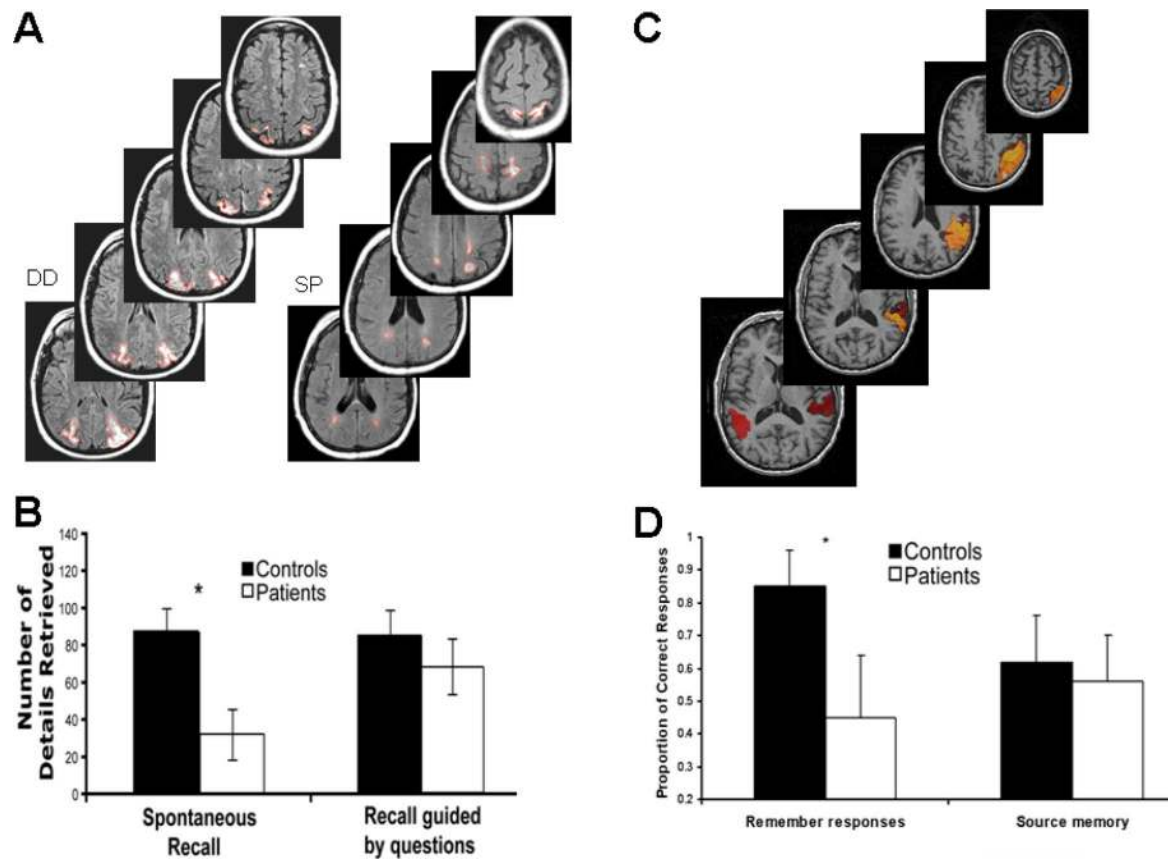 A
DD
SP
B
140
120
100
80
60
40
20
0
Number of
Details Retrieved
*
Controls
Patients
Spontaneous
Recall
Recall guided
by questions
C
D
1
0.9
0.8
0.7
0.6
0.5
0.4
0.3
0.2
Proportion of Correct Responses
*
Controls
Patients
Remember responses
Source memory